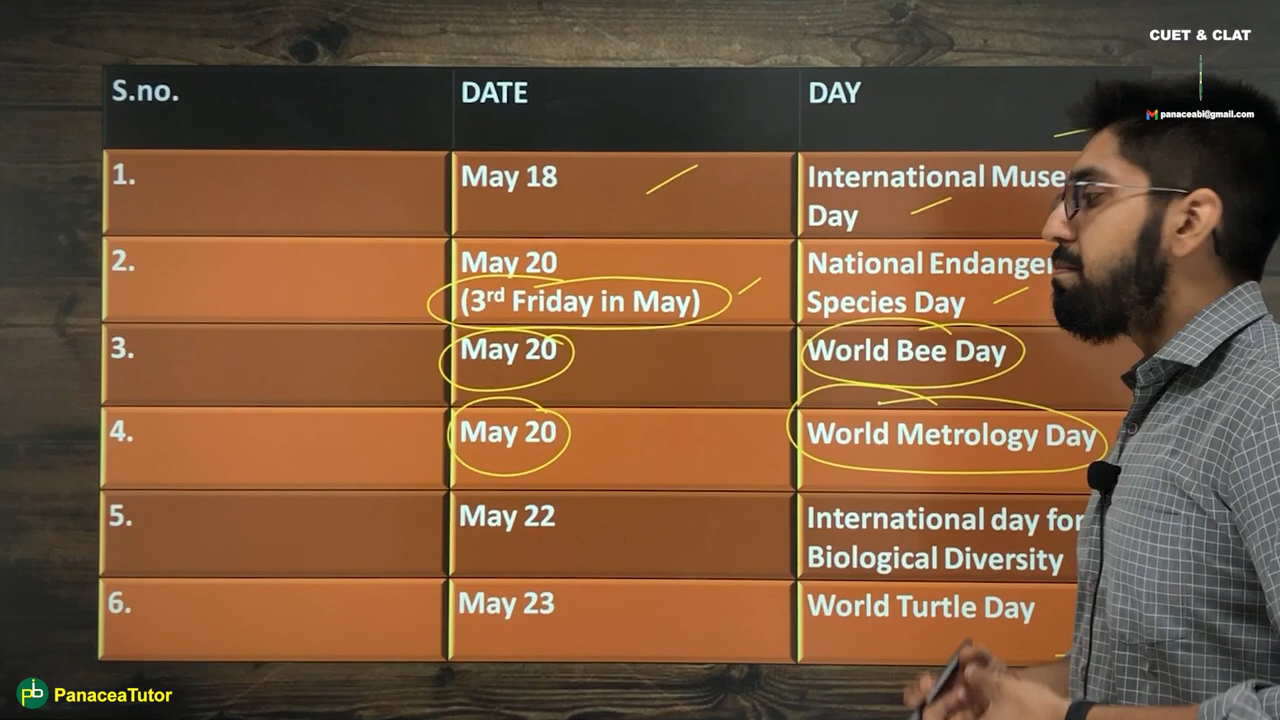 CUET & CLAT
panaceabi@gmail.com
S.no. DATE DAY
1. May 18 International
Day
2. May 20 National
(3rd Friday in May) Species Day
3. May 20 World Bee Day
4. May 20 World Metrology Day
5. May 22 International day for
Biological Diversity
6. May 23 World Turtle Day
PanaceaTutor